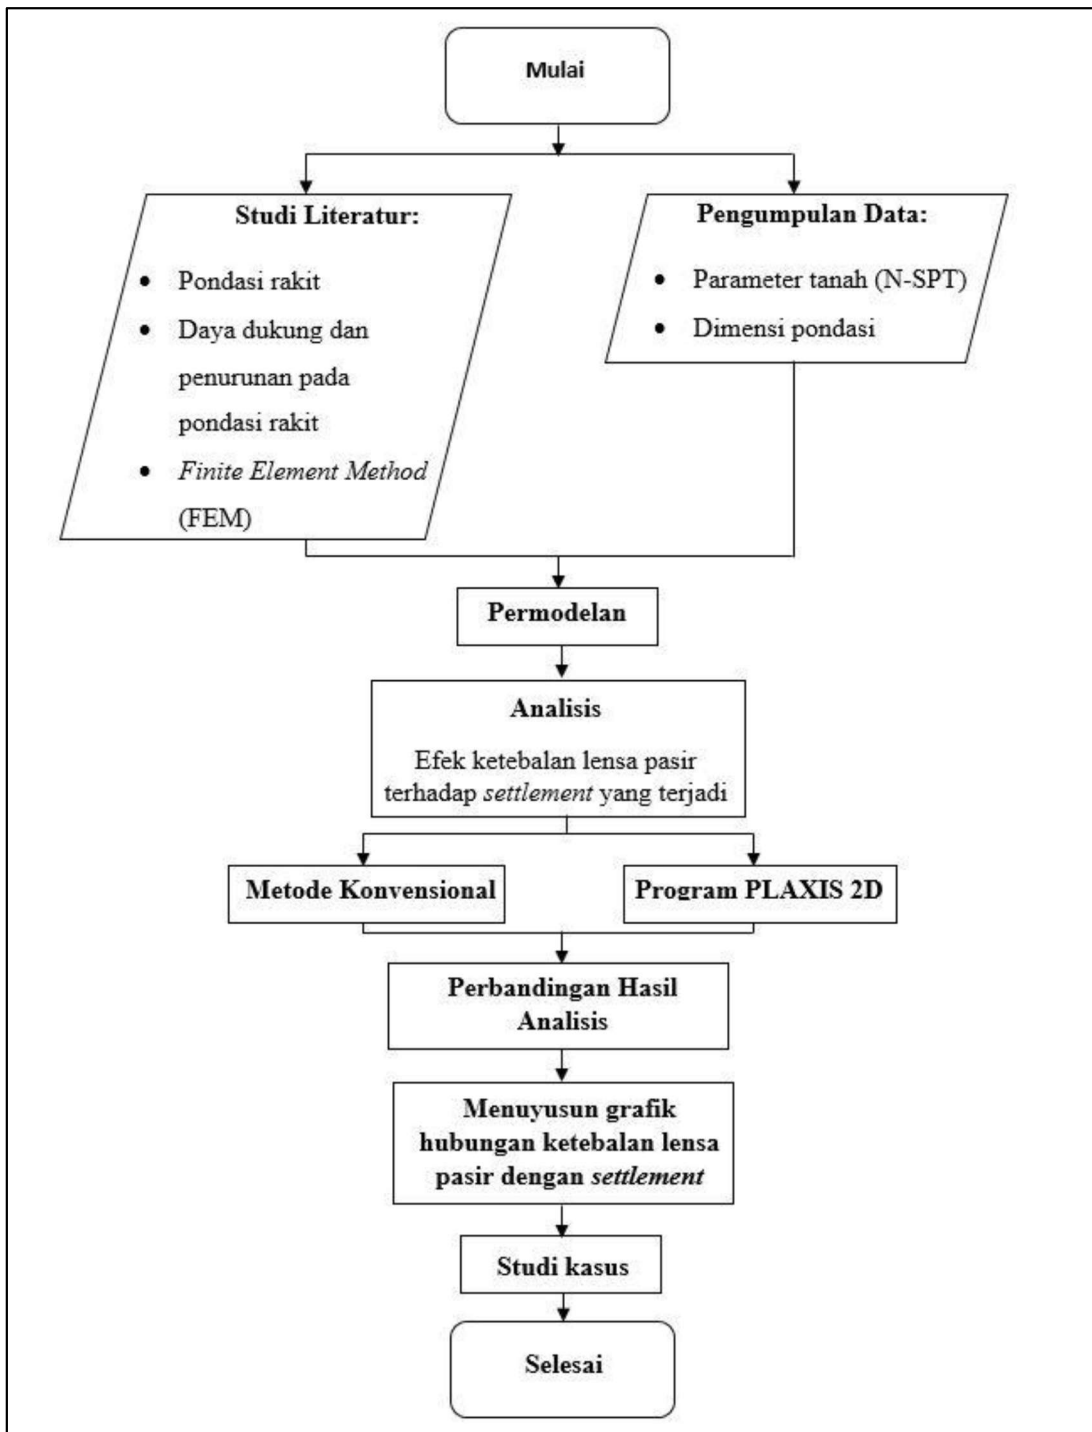 Mulai
Studi Literatur:
• Pondasi rakit
• Daya dukung dan
penurunan pada
pondasi rakit
• Finite Element Method
(FEM)
Pengumpulan Data:
• Parameter tanah (N-SPT)
• Dimensi pondasi
Permodelan
Analisis
Efek ketebalan lensa pasir
terhadap settlement yang terjadi
Metode Konvensional
Program PLAXIS 2D
Perbandingan Hasil
Analisis
Menuyusun grafik
hubungan ketebalan lensa
pasir dengan settlement
Studi kasus
Selesai